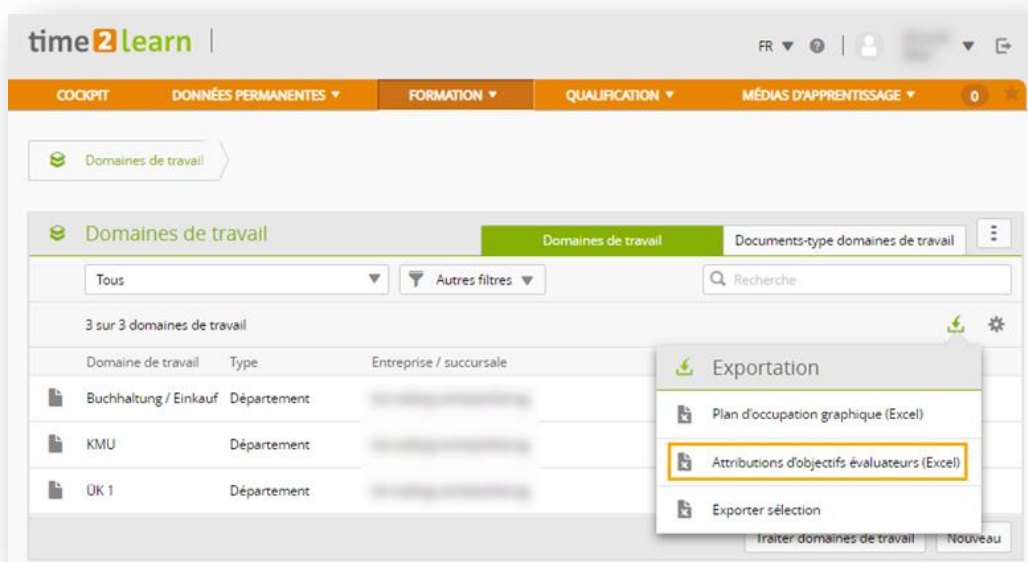 time2learn
FR
COCKPIT DONNÉES PERMANENTES FORMATION QUALIFICATION MÉDIAS D'APPRENTISSAGE 0
Domaines de travail
Domaines de travail Domaines de travail Documents-type domaines de travail
Tous Autres filtres Recherche
3 sur 3 domaines de travail
Domaine de travail Type Entreprise / succursale
Exportation
Buchhaltung / Einkauf Département
Plan d'occupation graphique (Excel)
KMU Département
Attributions d'objectifs évaluateurs (Excel)
ÜK 1 Département
Exporter sélection
Traiter domaines de travail Nouveau